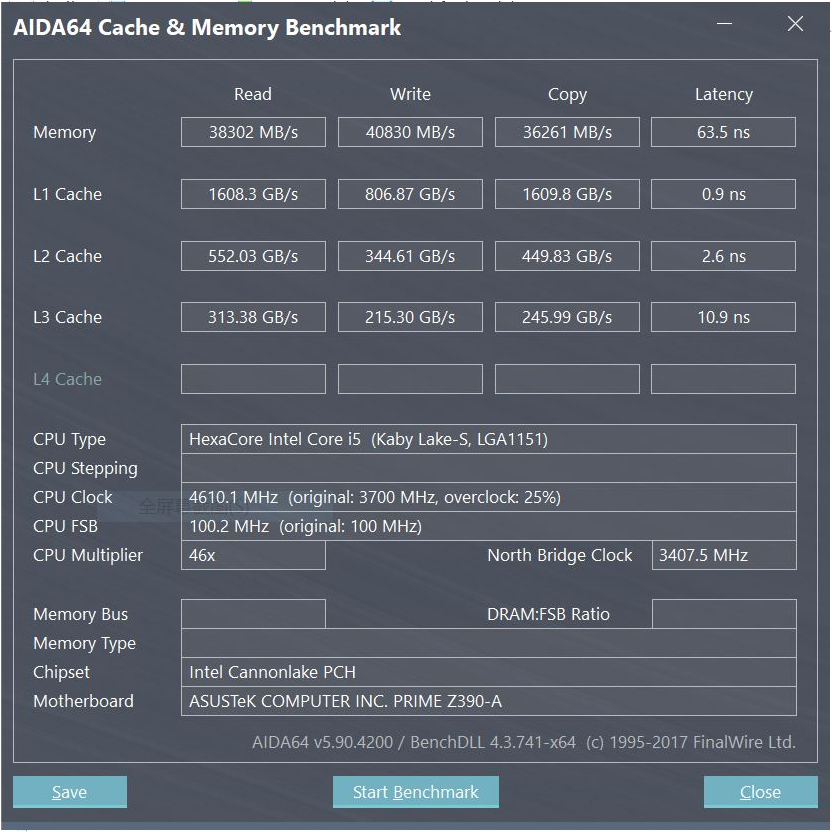 AIDA64 Cache & Memory Benchmark
Read Write Copy Latency
Memory 38302 MB/s 40830 MB/s 36261 MB/s 63.5 ns
L1 Cache 1608.3 GB/s 806.87 GB/s 1609.8 GB/s 0.9 ns
L2 Cache 552.03 GB/s 344.61 GB/s 449.83 GB/s 2.6 ns
L3 Cache 313.38 GB/s 215.30 GB/s 245.99 GB/s 10.9 ns
L4 Cache
CPU Type HexaCore Intel Core i5 (Kaby Lake-S, LGA1151)
CPU Stepping
CPU Clock 4610.1 MHz (original: 3700 MHz, overclock: 25%)
CPU FSB 100.2 MHz (original: 100 MHz)
CPU Multiplier 46x North Bridge Clock 3407.5 MHz
Memory Bus DRAM:FSB Ratio
Memory Type
Chipset Intel Cannonlake PCH
Motherboard ASUSTeK COMPUTER INC. PRIME Z390-A
AIDA64 v5.90.4200 / BenchDLL 4.3.741-x64 (c) 1995-2017 FinalWire Ltd.
Save Start Benchmark Close